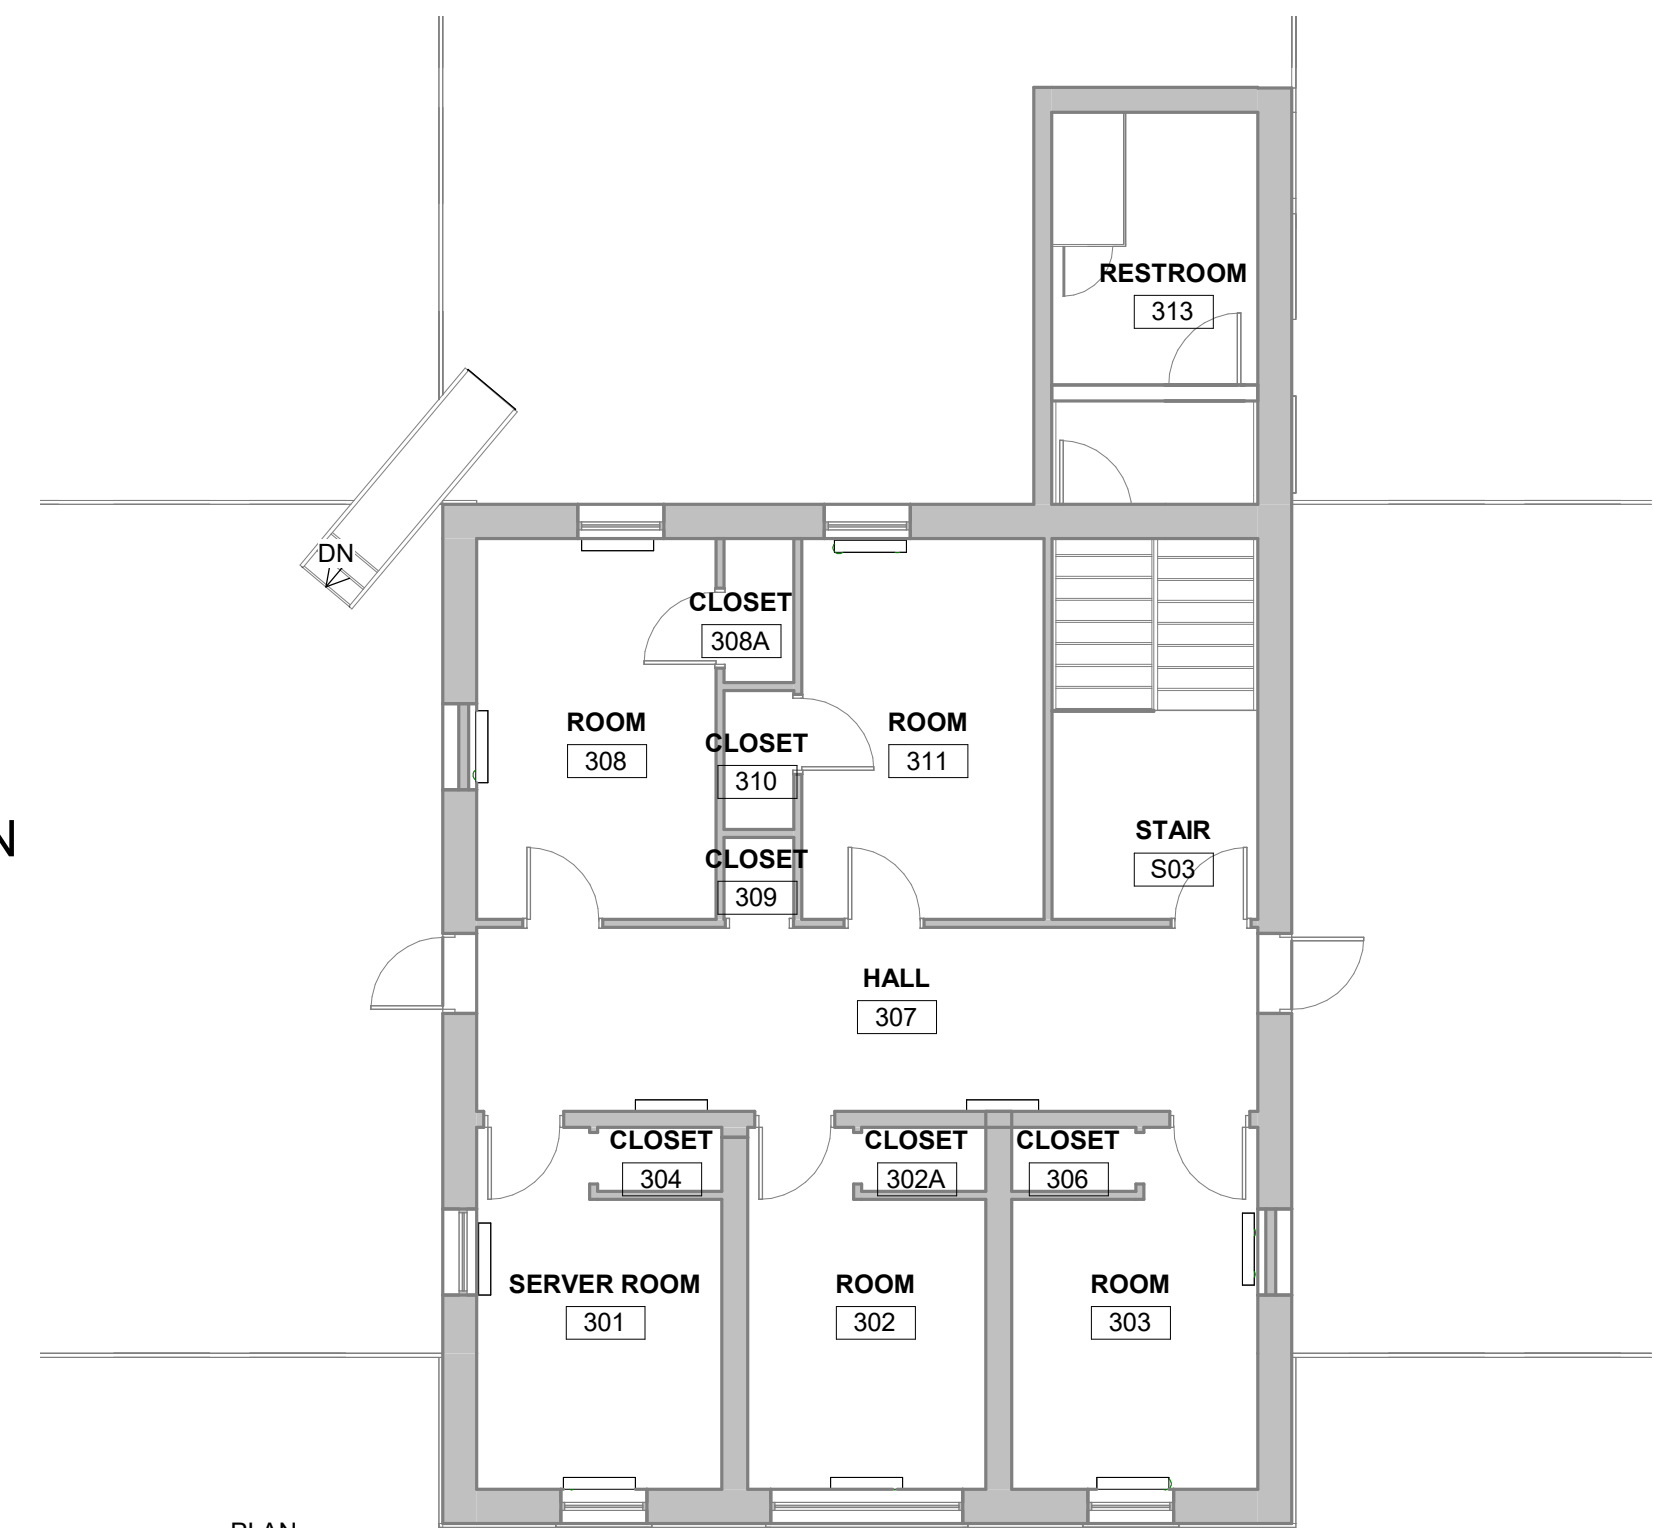 RESTROOM
313
DN
CLOSET
308A
ROOM
308
CLOSET
310
ROOM
311
N
STAIR
S03
CLOSET
309
HALL
307
CLOSET
304
CLOSET
302A
CLOSET
306
SERVER ROOM
301
ROOM
302
ROOM
303
PLAN